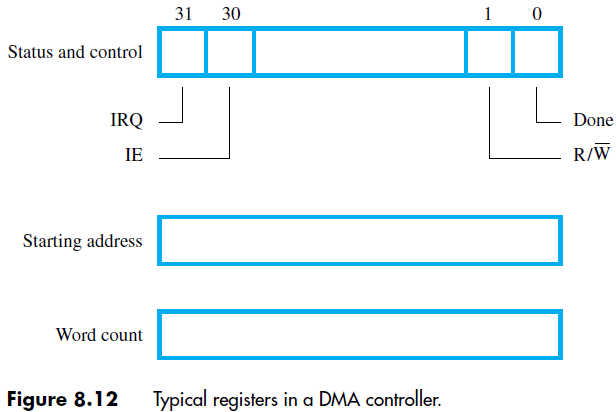 31 30 1 0
Status and control
IRQ Done
IE R/W̅
Starting address
Word count
Figure 8.12 Typical registers in a DMA controller.